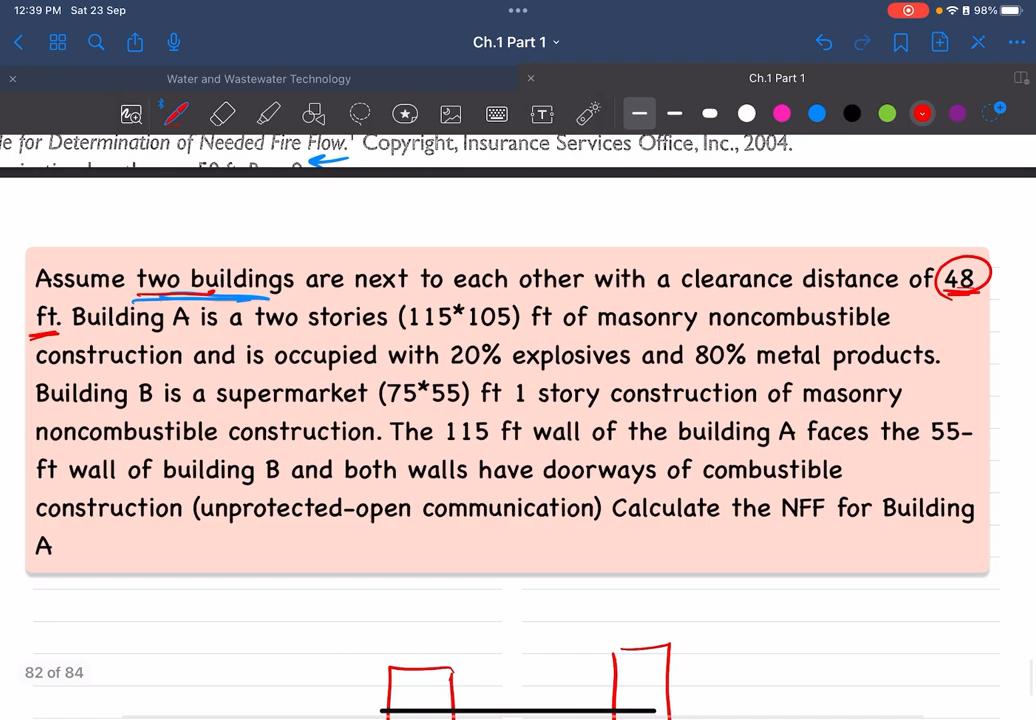 12:39 PM Sat 23 Sep
98%
Ch.1 Part 1
Water and Wastewater Technology
Ch.1 Part 1
le for Determination of Needed Fire Flow.' Copyright, Insurance Services Office, Inc., 2004.
Assume two buildings are next to each other with a clearance distance of 48
ft. Building A is a two stories (115*105) ft of masonry noncombustible
construction and is occupied with 20% explosives and 80% metal products.
Building B is a supermarket (75*55) ft 1 story construction of masonry
noncombustible construction. The 115 ft wall of the building A faces the 55-
ft wall of building B and both walls have doorways of combustible
construction (unprotected-open communication) Calculate the NFF for Building
A
82 of 84